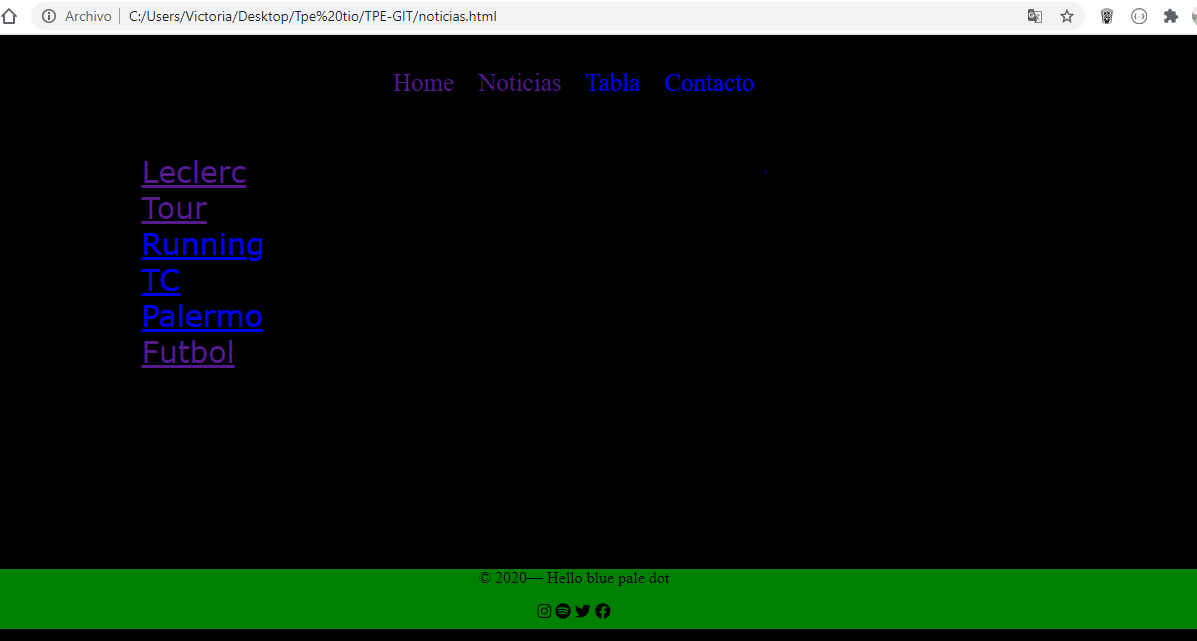 Archivo C:/Users/Victoria/Desktop/Tpe%20tio/TPE-GIT/noticias.html
Home Noticias Tabla Contacto
Leclerc
Tour
Running
TC
Palermo
Futbol
© 2020— Hello blue pale dot